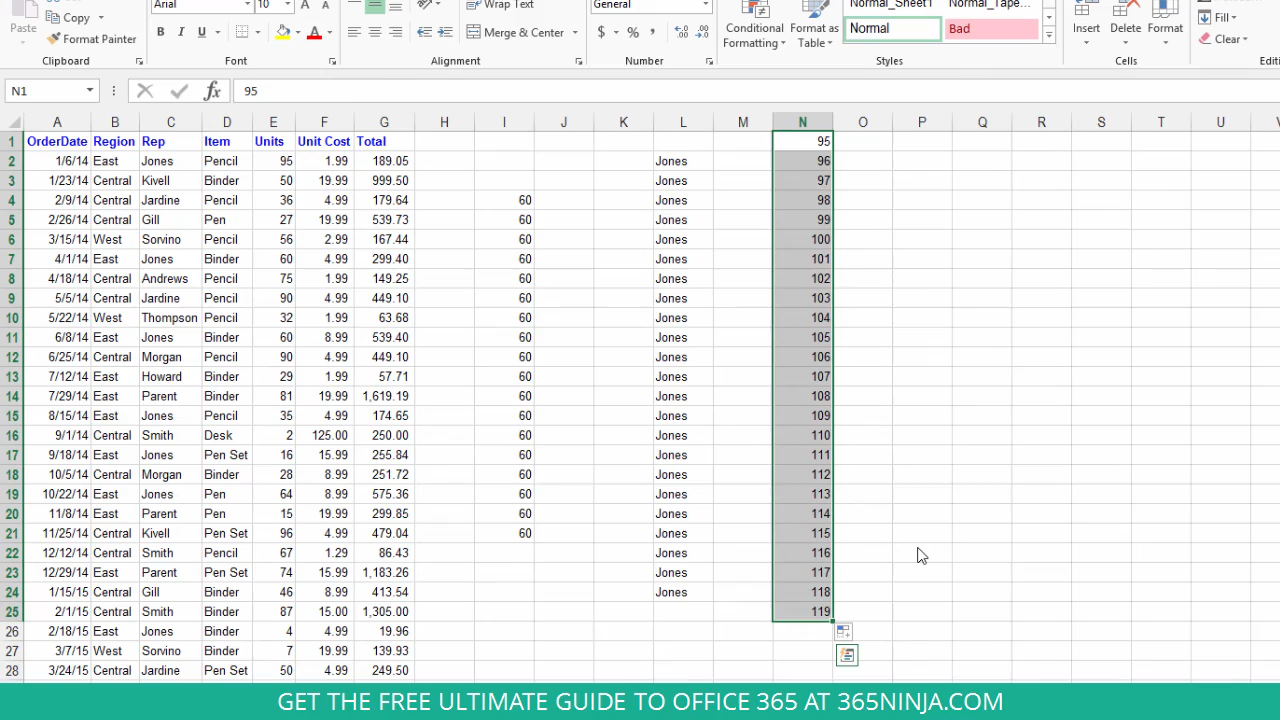 Arial 10 A A Wrap Text General Normal_Sheet1 Normal_Tape...
Paste Copy $ % , Conditional Format as Normal Bad Insert Delete Format Fill
Format Painter B I U A Merge & Center Formatting Table Clear
Clipboard Font Alignment Number Styles Cells
N1 fx 95
A B C D E F G H I J K L N O P Q R S T U
1 OrderDate Region Rep Item Units Unit Cost Total 95
2 1/6/14 East Jones Pencil 95 1.99 189.05 Jones 96
3 1/23/14 Central Kivell Binder 50 19.99 999.50 Jones 97
4 2/9/14 Central Jardine Pencil 36 4.99 179.64 60 Jones 98
5 2/26/14 Central Gill Pen 27 19.99 539.73 60 Jones 99
6 3/15/14 West Sorvino Pencil 56 2.99 167.44 60 Jones 100
7 4/1/14 East Jones Binder 60 4.99 299.40 60 Jones 101
8 4/18/14 Central Andrews Pencil 75 1.99 149.25 60 Jones 102
9 5/5/14 Central Jardine Pencil 90 4.99 449.10 60 Jones 103
10 5/22/14 West Thompson Pencil 32 1.99 63.68 60 Jones 104
11 6/8/14 East Jones Binder 60 8.99 539.40 60 Jones 105
12 6/25/14 Central Morgan Pencil 90 4.99 449.10 60 Jones 106
13 7/12/14 East Howard Binder 29 1.99 57.71 60 Jones 107
14 7/29/14 East Parent Binder 81 19.99 1,619.19 60 Jones 108
15 8/15/14 East Jones Pencil 35 4.99 174.65 60 Jones 109
16 9/1/14 Central Smith Desk 2 125.00 250.00 60 Jones 110
17 9/18/14 East Jones Pen Set 16 15.99 255.84 60 Jones 111
18 10/5/14 Central Morgan Binder 28 8.99 251.72 60 Jones 112
19 10/22/14 East Jones Pen 64 8.99 575.36 60 Jones 113
20 11/8/14 East Parent Pen 15 19.99 299.85 60 Jones 114
21 11/25/14 Central Kivell Pen Set 96 4.99 479.04 60 Jones 115
22 12/12/14 Central Smith Pencil 67 1.29 86.43 Jones 116
23 12/29/14 East Parent Pen Set 74 15.99 1,183.26 Jones 117
24 1/15/15 Central Gill Binder 46 8.99 413.54 Jones 118
25 2/1/15 Central Smith Binder 87 15.00 1,305.00 119
26 2/18/15 East Jones Binder 4 4.99 19.96
27 3/7/15 West Sorvino Binder 7 19.99 139.93
28 3/24/15 Central Jardine Pen Set 50 4.99 249.50
GET THE FREE ULTIMATE GUIDE TO OFFICE 365 AT 365NINJA.COM